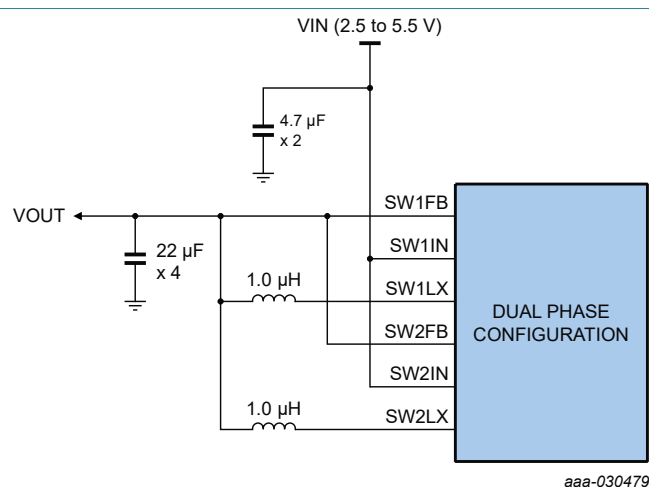 VIN (2.5 to 5.5 V)
4.7 µF
x 2
SW1FB
VOUT
SW1IN
22 µF
x 4
1.0 µH
SW1LX
DUAL PHASE
CONFIGURATION
SW2FB
SW2IN
1.0 µH
SW2LX
aaa-030479